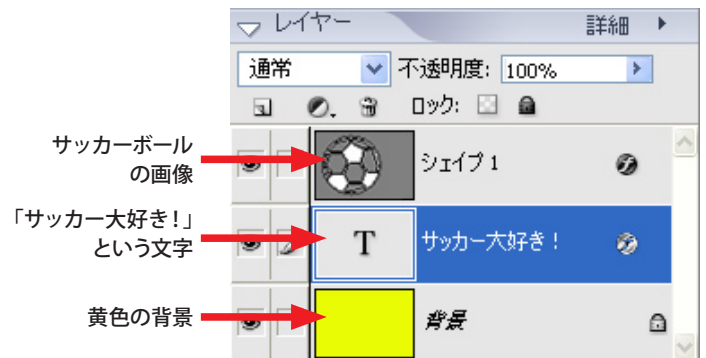 レイヤー 詳細
通常 不透明度: 100%
ロック:
サッカーボール
の画像
シェイプ 1
「サッカー大好き!」
という文字
T サッカー大好き!
黄色の背景
背景